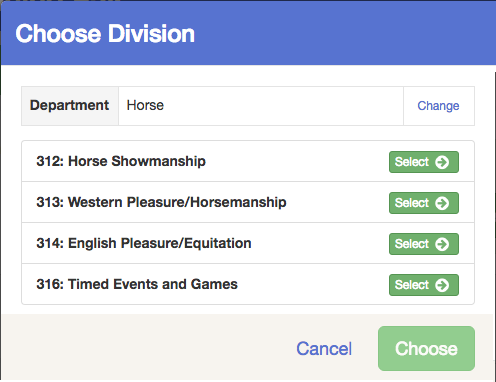 Choose Division
Department Horse Change
312: Horse Showmanship Select
313: Western Pleasure/Horsemanship Select
314: English Pleasure/Equitation Select
316: Timed Events and Games Select
Cancel Choose